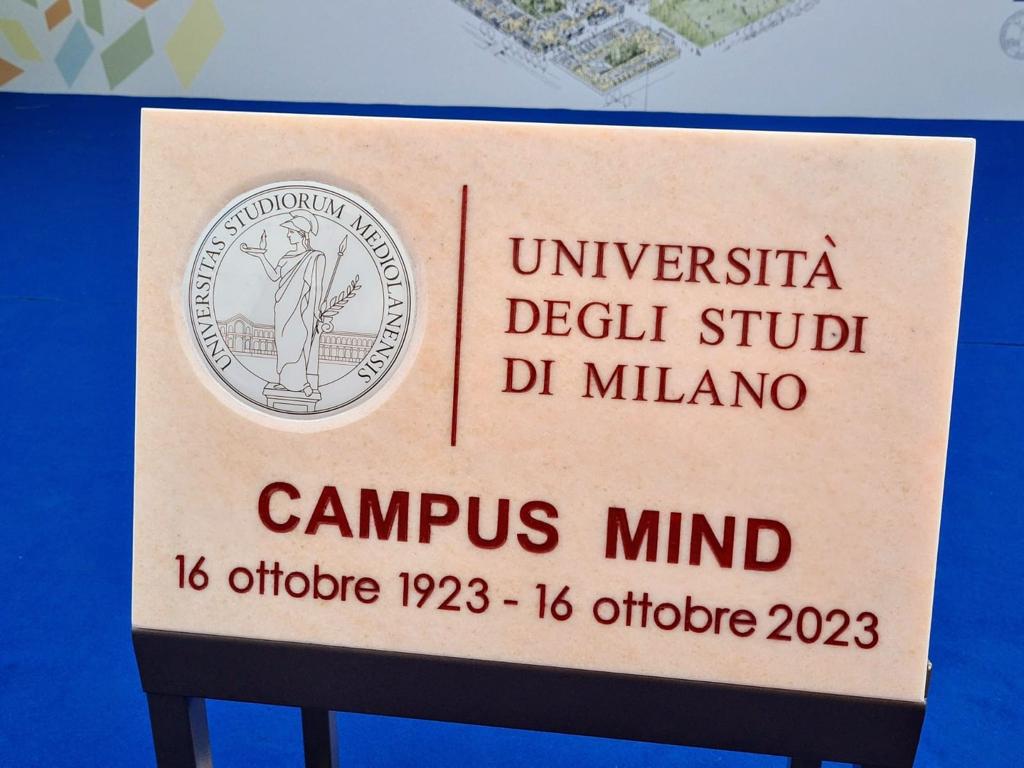 UNIVERSITAS STUDIORUM MEDIOLANENSIS
UNIVERSITÀ
DEGLI STUDI
DI MILANO
CAMPUS MIND
16 ottobre 1923 - 16 ottobre 2023